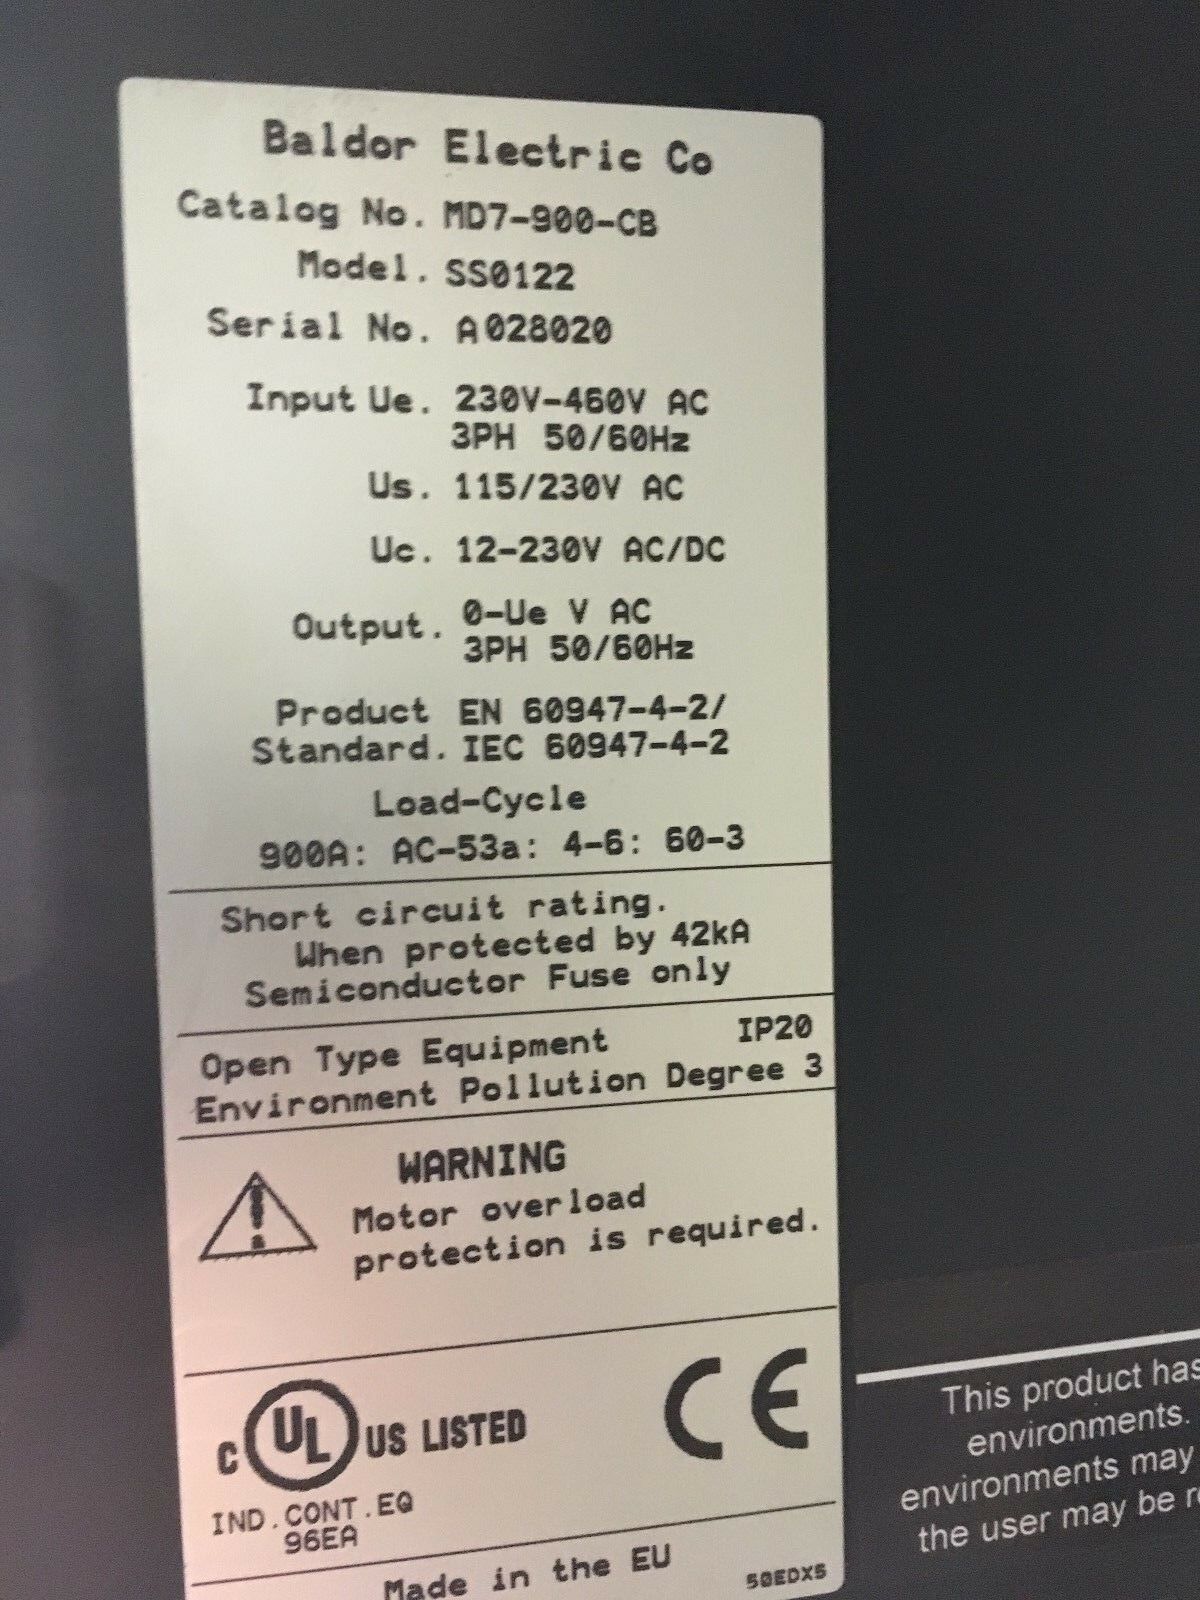 Baldor Electric Co
Catalog No. MD7-900-CB
Model. SS0122
Serial No. A028020
Input Ue. 230V-460V AC
3PH 50/60Hz
Us. 115/230V AC
Uc. 12-230V AC/DC
Output. 0-Ue V AC
3PH 50/60Hz
Product EN 60947-4-2/
Standard. IEC 60947-4-2
Load-Cycle
900A: AC-53a: 4-6: 60-3
Short circuit rating.
When protected by 42kA
Semiconductor Fuse only
Open Type Equipment IP20
Environment Pollution Degree 3
WARNING
Motor overload
protection is required.
C UL US LISTED
CE
IND.CONT.EQ
96EA
Made in the EU
50EDXS
This product has
environments.
environments may
the user may be